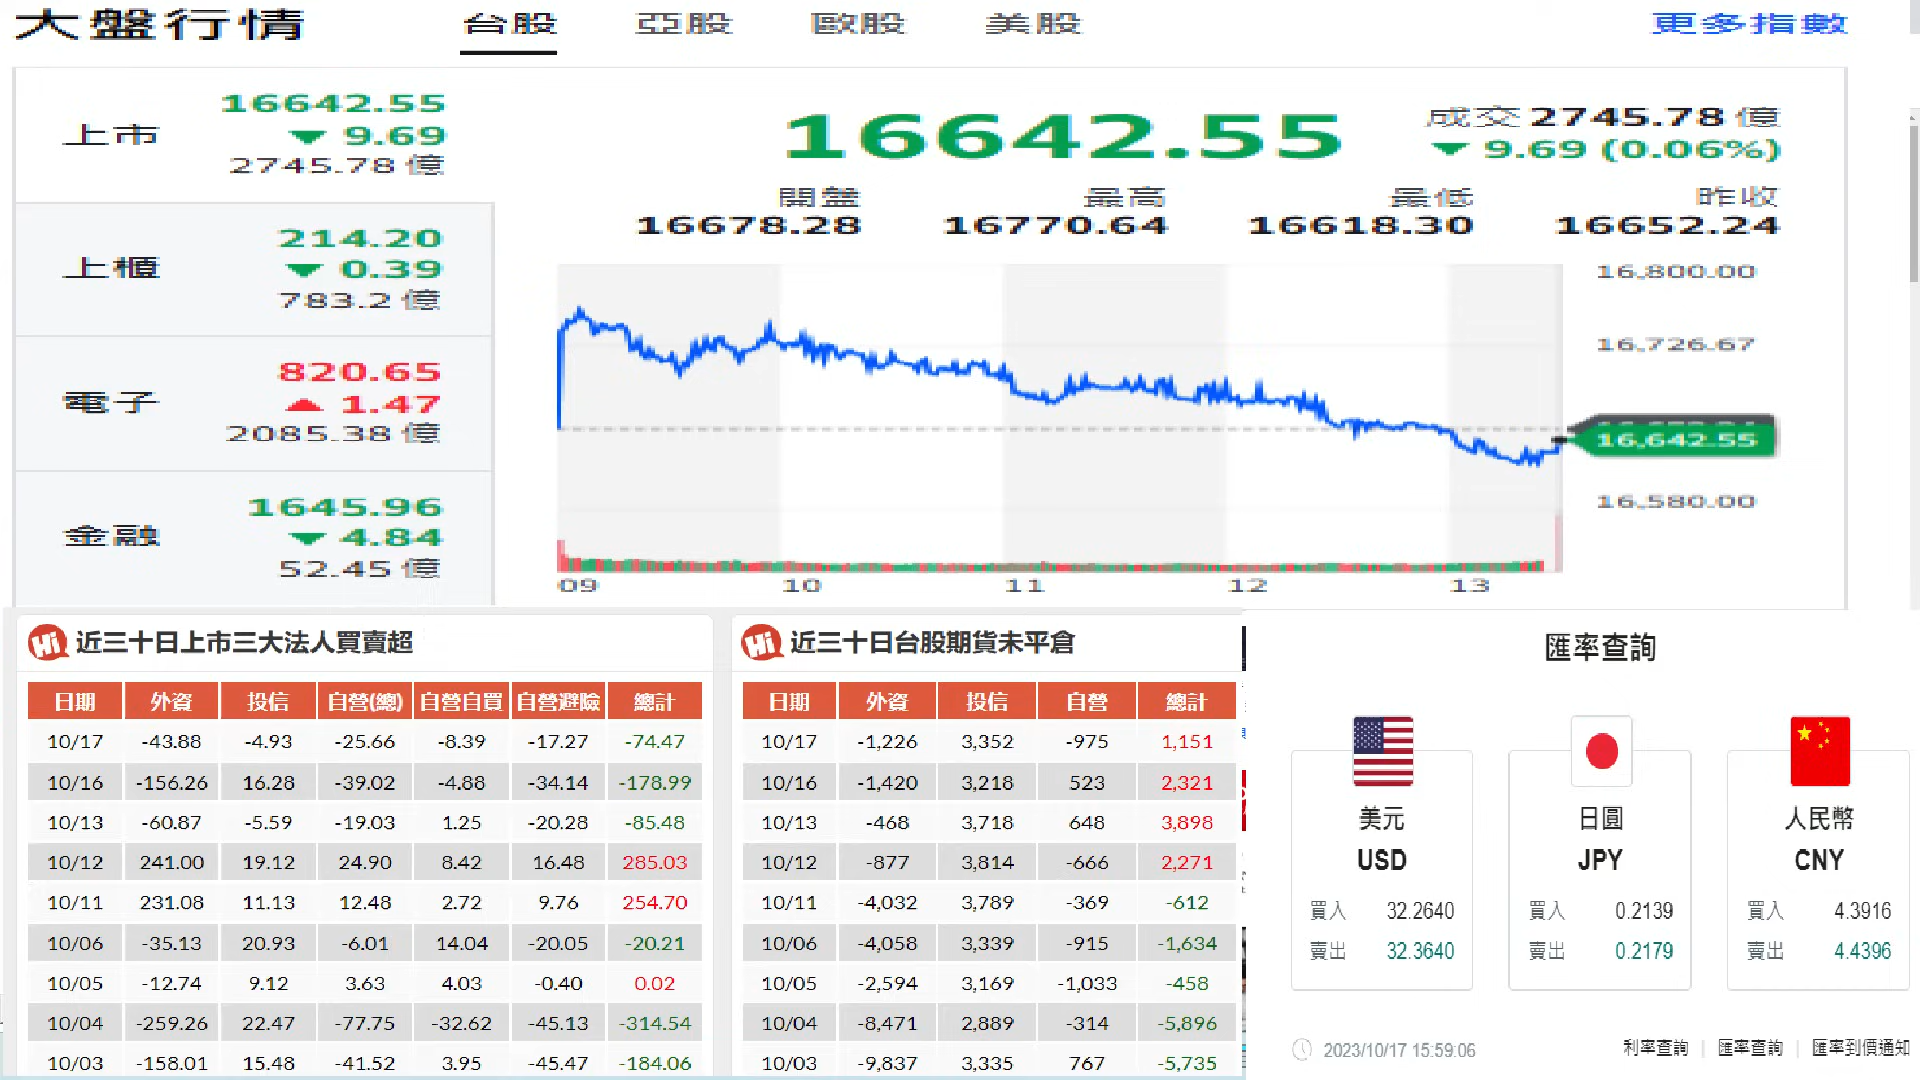 大盤行情 台股 亞股 歐股 美股 更多指數
上市 16642.55
▼ 9.69
2745.78 億
上櫃 214.20
▼ 0.39
783.2 億
電子 820.65
▲ 1.47
2085.38 億
金融 1645.96
▼ 4.84
52.45 億
16642.55
成交 2745.78 億
▼ 9.69 (0.06%)
開盤 最高 最低 昨收
16678.28 16770.64 16618.30 16652.24
16,800.00
16,726.67
16,642.55
16,580.00
09 10 11 12 13
Hi 近三十日上市三大法人買賣超
日期 外資 投信 自營(總) 自營自買 自營避險 總計
10/17 -43.88 -4.93 -25.66 -8.39 -17.27 -74.47
10/16 -156.26 16.28 -39.02 -4.88 -34.14 -178.99
10/13 -60.87 -5.59 -19.03 1.25 -20.28 -85.48
10/12 241.00 19.12 24.90 8.42 16.48 285.03
10/11 231.08 11.13 12.48 2.72 9.76 254.70
10/06 -35.13 20.93 -6.01 14.04 -20.05 -20.21
10/05 -12.74 9.12 3.63 4.03 -0.40 0.02
10/04 -259.26 22.47 -77.75 -32.62 -45.13 -314.54
10/03 -158.01 15.48 -41.52 3.95 -45.47 -184.06
Hi 近三十日台股期貨未平倉
日期 外資 投信 自營 總計
10/17 -1,226 3,352 -975 1,151
10/16 -1,420 3,218 523 2,321
10/13 -468 3,718 648 3,898
10/12 -877 3,814 -666 2,271
10/11 -4,032 3,789 -369 -612
10/06 -4,058 3,339 -915 -1,634
10/05 -2,594 3,169 -1,033 -458
10/04 -8,471 2,889 -314 -5,896
10/03 -9,837 3,335 767 -5,735
匯率查詢
美元
USD
買入 32.2640
賣出 32.3640
日圓
JPY
買入 0.2139
賣出 0.2179
人民幣
CNY
買入 4.3916
賣出 4.4396
2023/10/17 15:59:06
利率查詢 | 匯率查詢 | 匯率到價通知